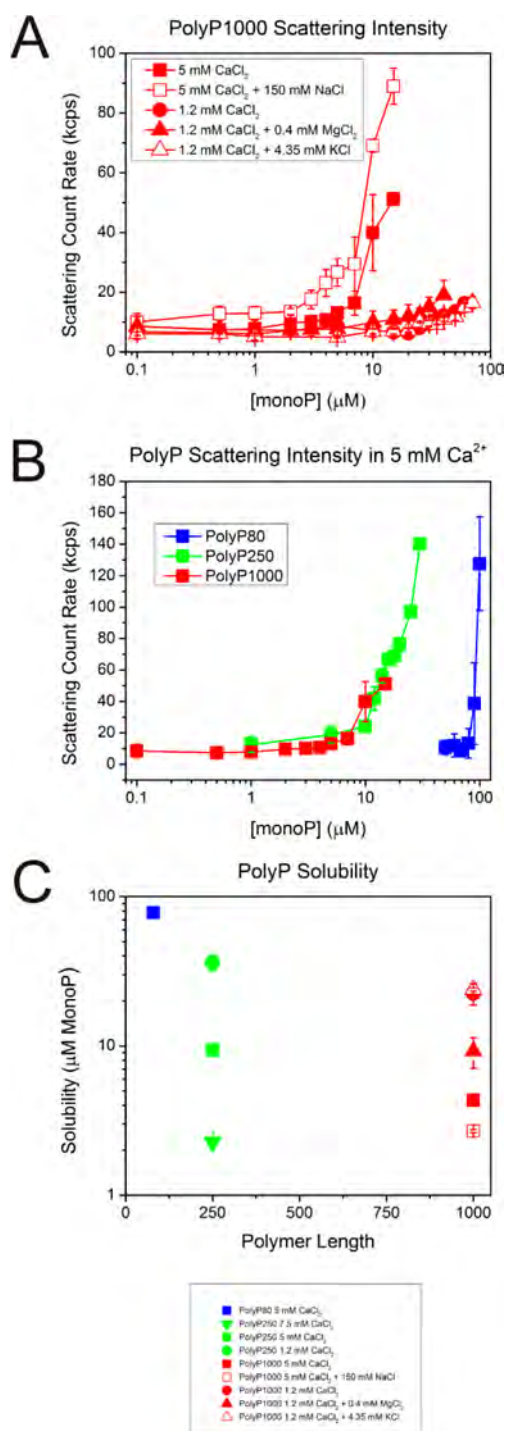 A
PolyP1000 Scattering Intensity
Scattering Count Rate (kcps)
100
80
60
40
20
0
5 mM CaCl₂
5 mM CaCl₂ + 150 mM NaCl
1.2 mM CaCl₂
1.2 mM CaCl₂ + 0.4 mM MgCl₂
1.2 mM CaCl₂ + 4.35 mM KCl
0.1 1 10 100
[monoP] (μM)
B
PolyP Scattering Intensity in 5 mM Ca²⁺
Scattering Count Rate (kcps)
180
160
140
120
100
80
60
40
20
0
PolyP80
PolyP250
PolyP1000
0.1 1 10 100
[monoP] (μM)
C
PolyP Solubility
Solubility (μM MonoP)
100
10
1
0 250 500 750 1000
Polymer Length
PolyP80 5 mM CaCl₂
PolyP250 7.5 mM CaCl₂
PolyP250 5 mM CaCl₂
PolyP250 1.2 mM CaCl₂
PolyP1000 5 mM CaCl₂
PolyP1000 5 mM CaCl₂ + 150 mM NaCl
PolyP1000 1.2 mM CaCl₂
PolyP1000 1.2 mM CaCl₂ + 0.4 mM MgCl₂
PolyP1000 1.2 mM CaCl₂ + 4.35 mM KCl